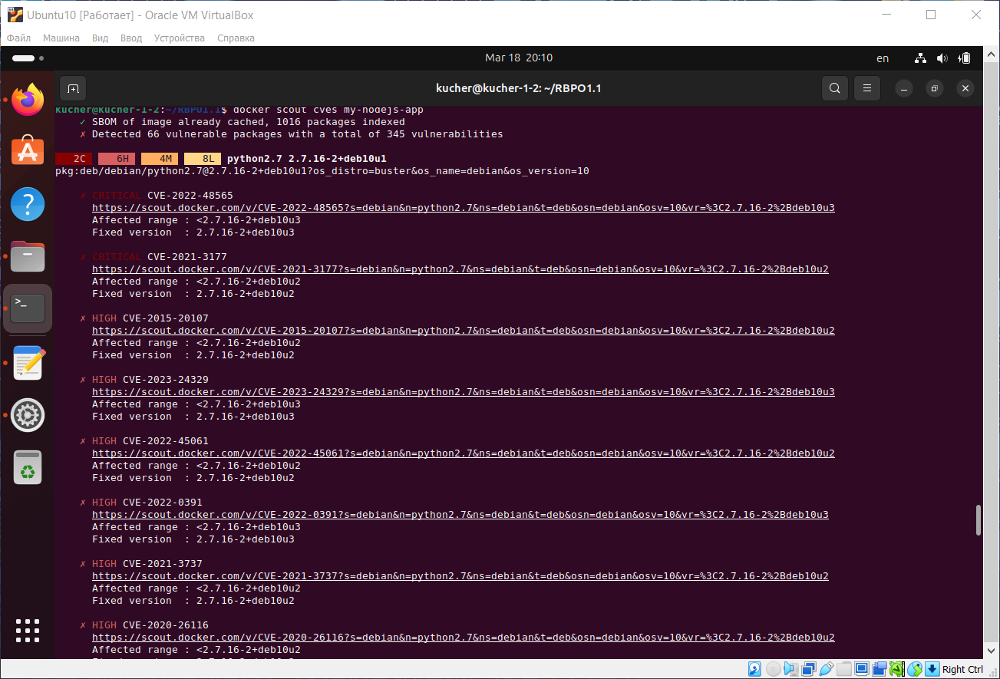 Ubuntu10 [Работает] - Oracle VM VirtualBox
Файл Машина Вид Ввод Устройства Справка
Mar 18 20:10
en
kucher@kucher-1-2: ~/RBPO1.1
kucher@kucher-1-2:~/RBPO1.1$ docker scout cves my-nodejs-app
✓ SBOM of image already cached, 1016 packages indexed
✗ Detected 66 vulnerable packages with a total of 345 vulnerabilities
2C 6H 4M 8L python2.7 2.7.16-2+deb10u1
pkg:deb/debian/python2.7@2.7.16-2+deb10u1?os_distro=buster&os_name=debian&os_version=10
✗ CRITICAL CVE-2022-48565
https://scout.docker.com/v/CVE-2022-48565?s=debian&n=python2.7&ns=debian&t=deb&osn=debian&osv=10&vr=%3C2.7.16-2%2Bdeb10u3
Affected range : <2.7.16-2+deb10u3
Fixed version : 2.7.16-2+deb10u3
✗ CRITICAL CVE-2021-3177
https://scout.docker.com/v/CVE-2021-3177?s=debian&n=python2.7&ns=debian&t=deb&osn=debian&osv=10&vr=%3C2.7.16-2%2Bdeb10u2
Affected range : <2.7.16-2+deb10u2
Fixed version : 2.7.16-2+deb10u2
✗ HIGH CVE-2015-20107
https://scout.docker.com/v/CVE-2015-20107?s=debian&n=python2.7&ns=debian&t=deb&osn=debian&osv=10&vr=%3C2.7.16-2%2Bdeb10u2
Affected range : <2.7.16-2+deb10u2
Fixed version : 2.7.16-2+deb10u2
✗ HIGH CVE-2023-24329
https://scout.docker.com/v/CVE-2023-24329?s=debian&n=python2.7&ns=debian&t=deb&osn=debian&osv=10&vr=%3C2.7.16-2%2Bdeb10u3
Affected range : <2.7.16-2+deb10u3
Fixed version : 2.7.16-2+deb10u3
✗ HIGH CVE-2022-45061
https://scout.docker.com/v/CVE-2022-45061?s=debian&n=python2.7&ns=debian&t=deb&osn=debian&osv=10&vr=%3C2.7.16-2%2Bdeb10u2
Affected range : <2.7.16-2+deb10u2
Fixed version : 2.7.16-2+deb10u2
✗ HIGH CVE-2022-0391
https://scout.docker.com/v/CVE-2022-0391?s=debian&n=python2.7&ns=debian&t=deb&osn=debian&osv=10&vr=%3C2.7.16-2%2Bdeb10u3
Affected range : <2.7.16-2+deb10u3
Fixed version : 2.7.16-2+deb10u3
✗ HIGH CVE-2021-3737
https://scout.docker.com/v/CVE-2021-3737?s=debian&n=python2.7&ns=debian&t=deb&osn=debian&osv=10&vr=%3C2.7.16-2%2Bdeb10u2
Affected range : <2.7.16-2+deb10u2
Fixed version : 2.7.16-2+deb10u2
✗ HIGH CVE-2020-26116
https://scout.docker.com/v/CVE-2020-26116?s=debian&n=python2.7&ns=debian&t=deb&osn=debian&osv=10&vr=%3C2.7.16-2%2Bdeb10u2
Affected range : <2.7.16-2+deb10u2
Right Ctrl